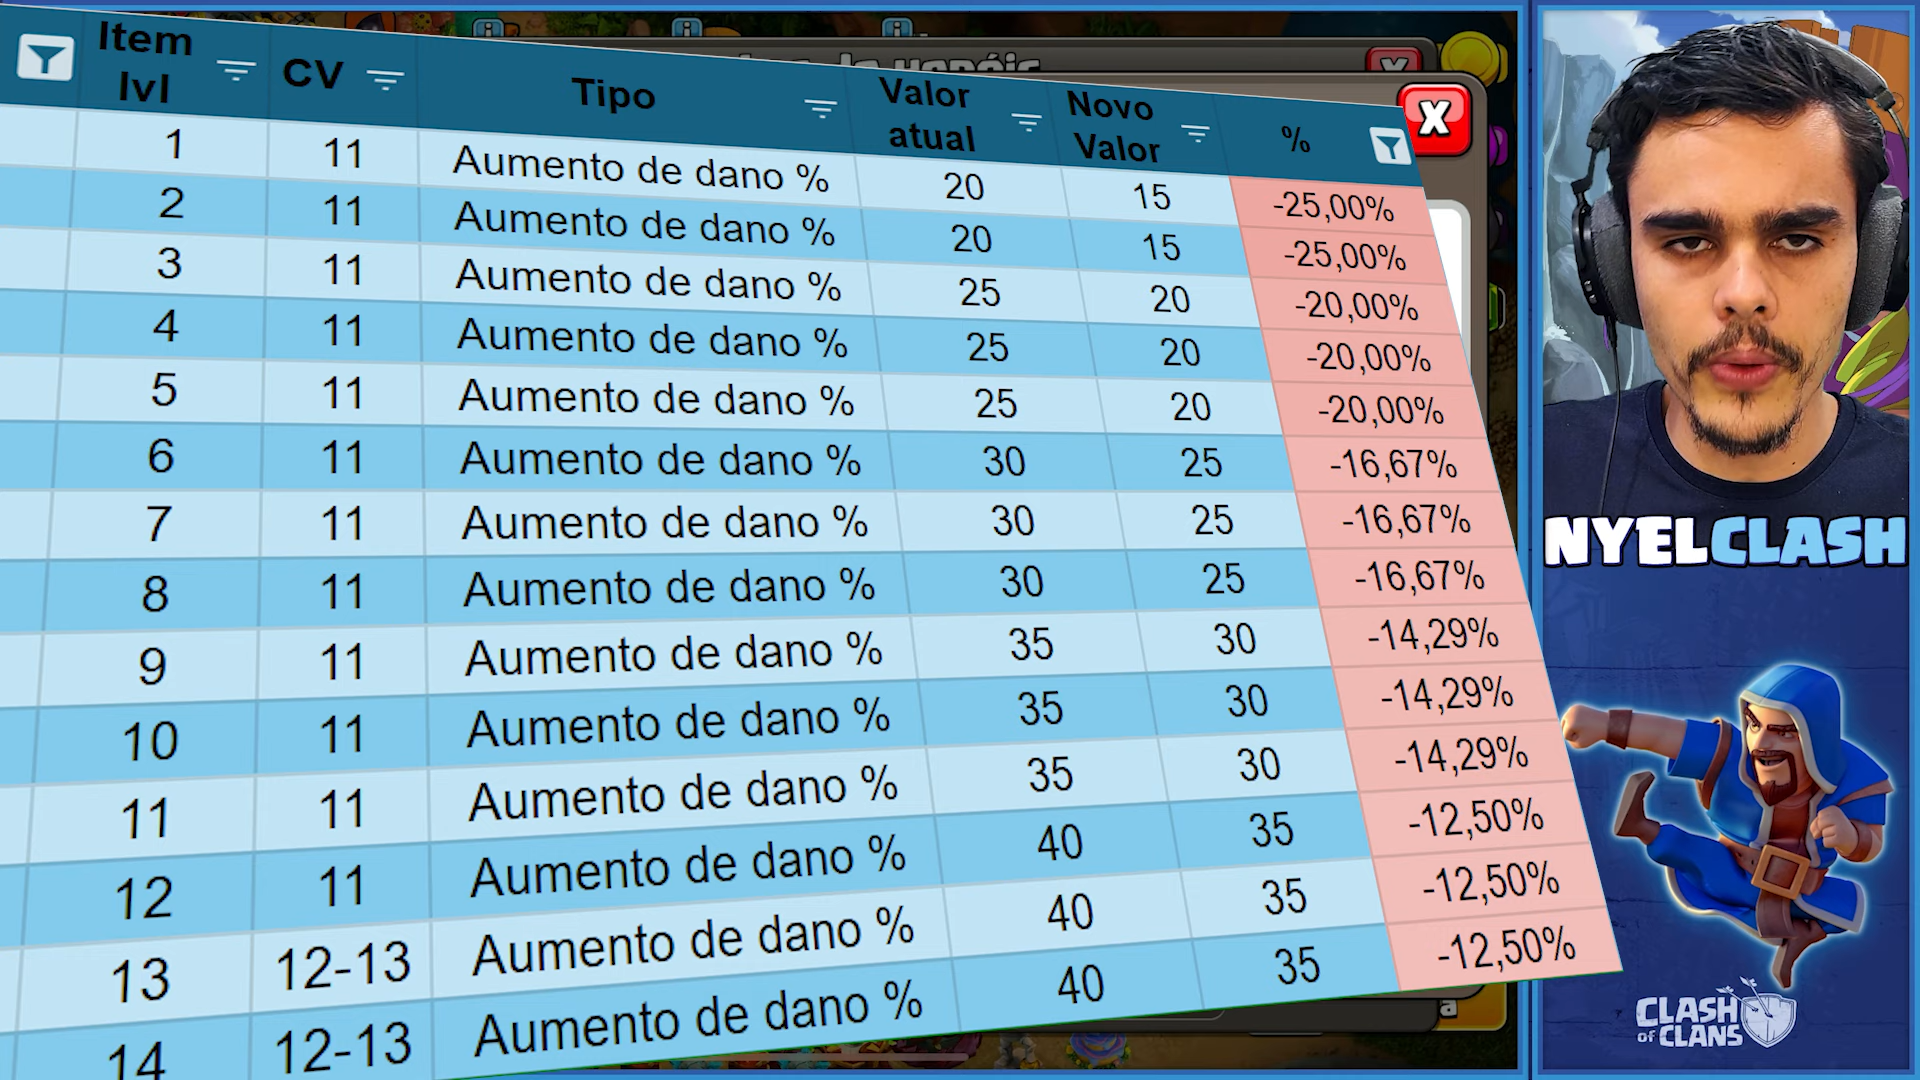 Item lvl CV Tipo Valor atual Novo Valor %
X
1 11 Aumento de dano % 20 15 -25,00%
2 11 Aumento de dano % 20 15 -25,00%
3 11 Aumento de dano % 25 20 -20,00%
4 11 Aumento de dano % 25 20 -20,00%
5 11 Aumento de dano % 25 20 -20,00%
6 11 Aumento de dano % 30 25 -16,67%
7 11 Aumento de dano % 30 25 -16,67%
8 11 Aumento de dano % 30 25 -16,67%
9 11 Aumento de dano % 35 30 -14,29%
10 11 Aumento de dano % 35 30 -14,29%
11 11 Aumento de dano % 35 30 -14,29%
12 11 Aumento de dano % 40 35 -12,50%
13 12-13 Aumento de dano % 40 35 -12,50%
14 12-13 Aumento de dano % 40 35 -12,50%
NYELCLASH
CLASH
OF CLANS